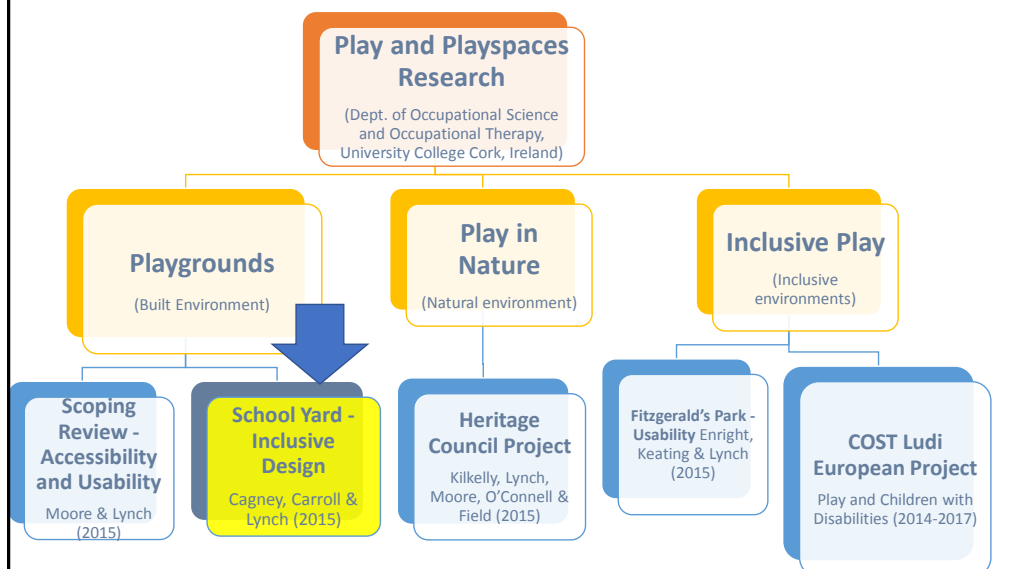 Play and Playspaces
Research
(Dept. of Occupational Science
and Occupational Therapy,
University College Cork, Ireland)
Playgrounds
(Built Environment)
Play in
Nature
(Natural environment)
Inclusive Play
(Inclusive
environments)
Scoping
Review -
Accessibility
and Usability
Moore & Lynch
(2015)
School Yard -
Inclusive
Design
Cagney, Carroll &
Lynch (2015)
Heritage
Council Project
Kilkelly, Lynch,
Moore, O’Connell &
Field (2015)
Fitzgerald’s Park -
Usability Enright,
Keating & Lynch
(2015)
COST Ludi
European Project
Play and Children with
Disabilities (2014-2017)